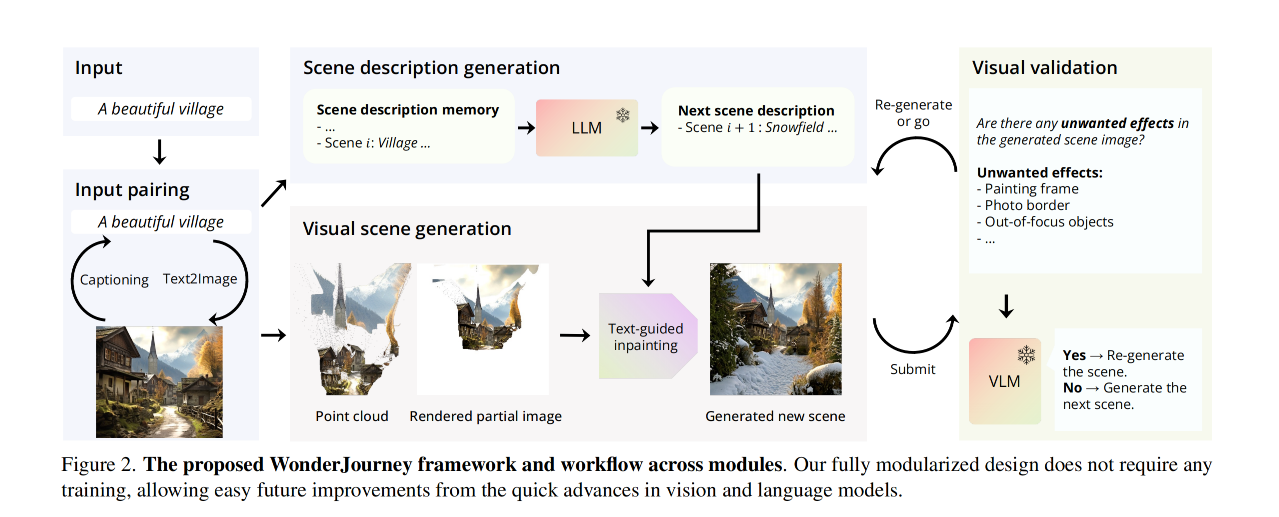 Input
A beautiful village
Input pairing
A beautiful village
Captioning
Text2Image
Scene description generation
Scene description memory
- ...
- Scene i: Village ...
LLM
Next scene description
- Scene i + 1 : Snowfield ...
Visual scene generation
Point cloud
Rendered partial image
Text-guided
inpainting
Generated new scene
Re-generate
or go
Submit
Visual validation
Are there any unwanted effects in
the generated scene image?
Unwanted effects:
- Painting frame
- Photo border
- Out-of-focus objects
- ...
VLM
Yes → Re-generate
the scene.
No → Generate the
next scene.
Figure 2. The proposed WonderJourney framework and workflow across modules. Our fully modularized design does not require any
training, allowing easy future improvements from the quick advances in vision and language models.